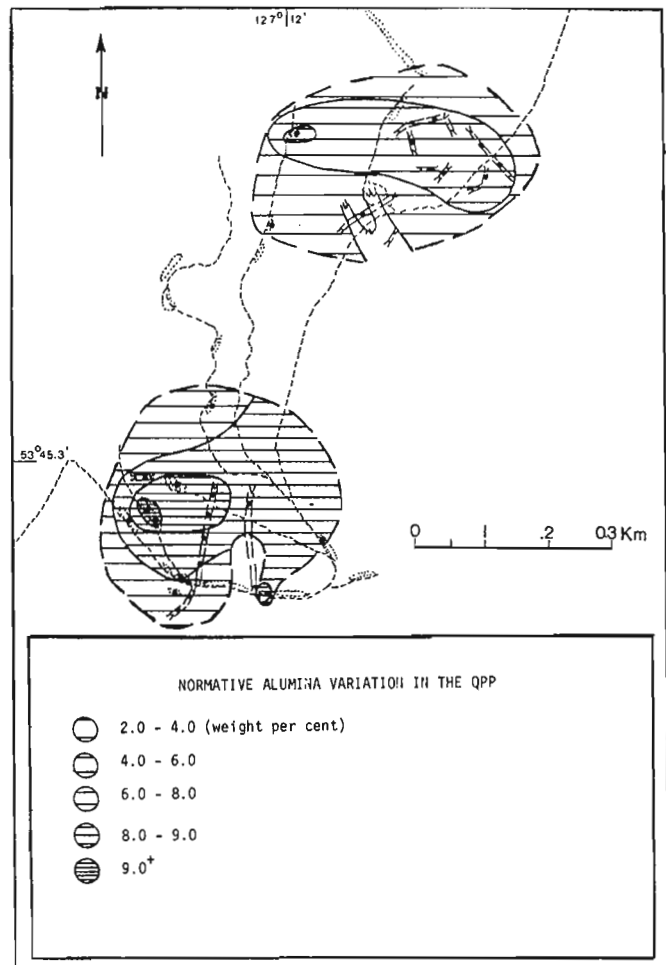 127° 12'
N
53° 45.3'
0 .1 .2 0.3 Km
NORMATIVE ALUMINA VARIATION IN THE QPP
2.0 - 4.0 (weight per cent)
4.0 - 6.0
6.0 - 8.0
8.0 - 9.0
9.0+